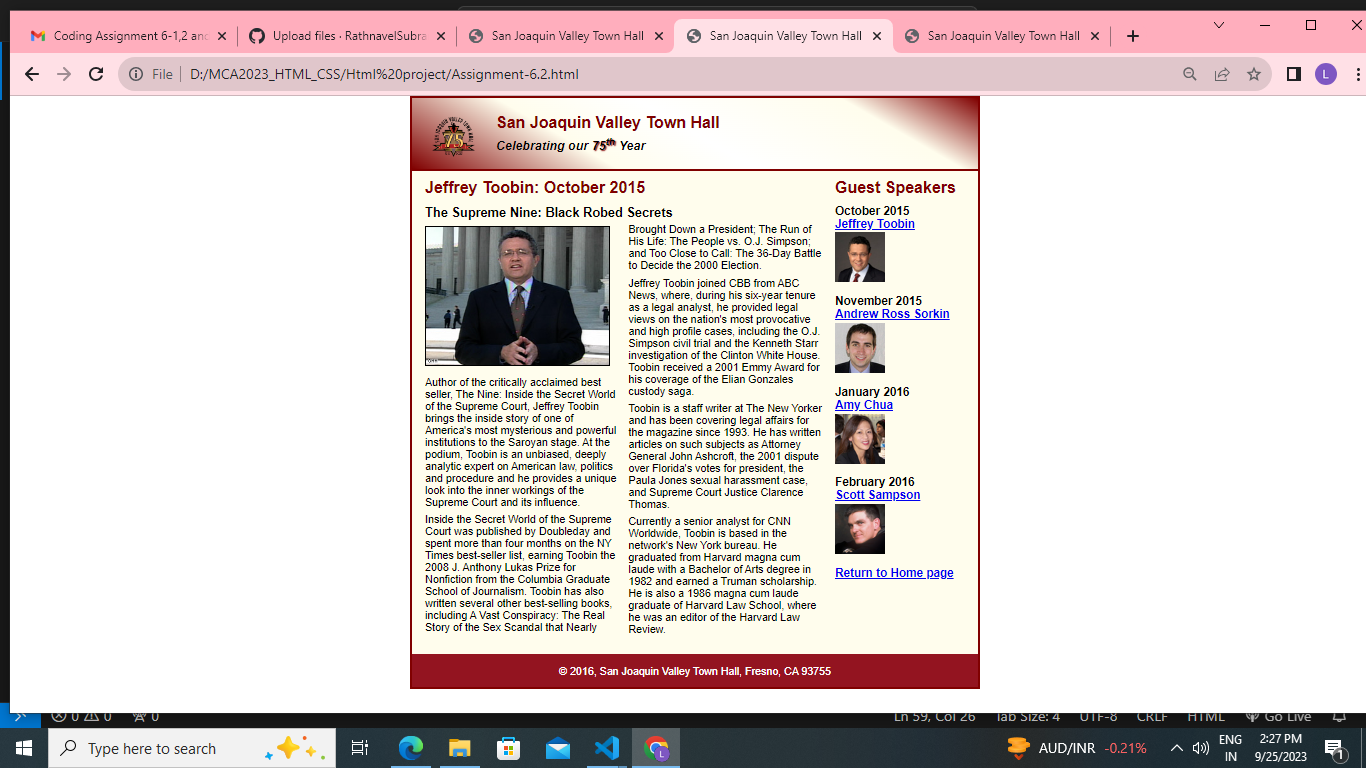 Coding Assignment 6-1,2 and
Upload files · RathnavelSubra
San Joaquin Valley Town Hall
San Joaquin Valley Town Hall
San Joaquin Valley Town Hall
File
D:/MCA2023_HTML_CSS/Html%20project/Assignment-6.2.html
L
75
San Joaquin Valley Town Hall
Celebrating our 75th Year
Jeffrey Toobin: October 2015
The Supreme Nine: Black Robed Secrets
Author of the critically acclaimed best
seller, The Nine: Inside the Secret World
of the Supreme Court, Jeffrey Toobin
brings the inside story of one of
America's most mysterious and powerful
institutions to the Saroyan stage. At the
podium, Toobin is an unbiased, deeply
analytic expert on American law, politics
and procedure and he provides a unique
look into the inner workings of the
Supreme Court and its influence.
Inside the Secret World of the Supreme
Court was published by Doubleday and
spent more than four months on the NY
Times best-seller list, earning Toobin the
2008 J. Anthony Lukas Prize for
Nonfiction from the Columbia Graduate
School of Journalism. Toobin has also
written several other best-selling books,
including A Vast Conspiracy: The Real
Story of the Sex Scandal that Nearly
Brought Down a President; The Run of
His Life: The People vs. O.J. Simpson;
and Too Close to Call: The 36-Day Battle
to Decide the 2000 Election.
Jeffrey Toobin joined CBB from ABC
News, where, during his six-year tenure
as a legal analyst, he provided legal
views on the nation's most provocative
and high profile cases, including the O.J.
Simpson civil trial and the Kenneth Starr
investigation of the Clinton White House.
Toobin received a 2001 Emmy Award for
his coverage of the Elian Gonzales
custody saga.
Toobin is a staff writer at The New Yorker
and has been covering legal affairs for
the magazine since 1993. He has written
articles on such subjects as Attorney
General John Ashcroft, the 2001 dispute
over Florida's votes for president, the
Paula Jones sexual harassment case,
and Supreme Court Justice Clarence
Thomas.
Currently a senior analyst for CNN
Worldwide, Toobin is based in the
network's New York bureau. He
graduated from Harvard magna cum
laude with a Bachelor of Arts degree in
1982 and earned a Truman scholarship.
He is also a 1986 magna cum laude
graduate of Harvard Law School, where
he was an editor of the Harvard Law
Review.
Guest Speakers
October 2015
Jeffrey Toobin
November 2015
Andrew Ross Sorkin
January 2016
Amy Chua
February 2016
Scott Sampson
Return to Home page
© 2016, San Joaquin Valley Town Hall, Fresno, CA 93755
0 0 0
Ln 59, Col 26 Tab Size: 4 UTF-8 CRLF HTML Go Live
Type here to search
L
AUD/INR -0.21%
ENG
IN
2:27 PM
9/25/2023
1